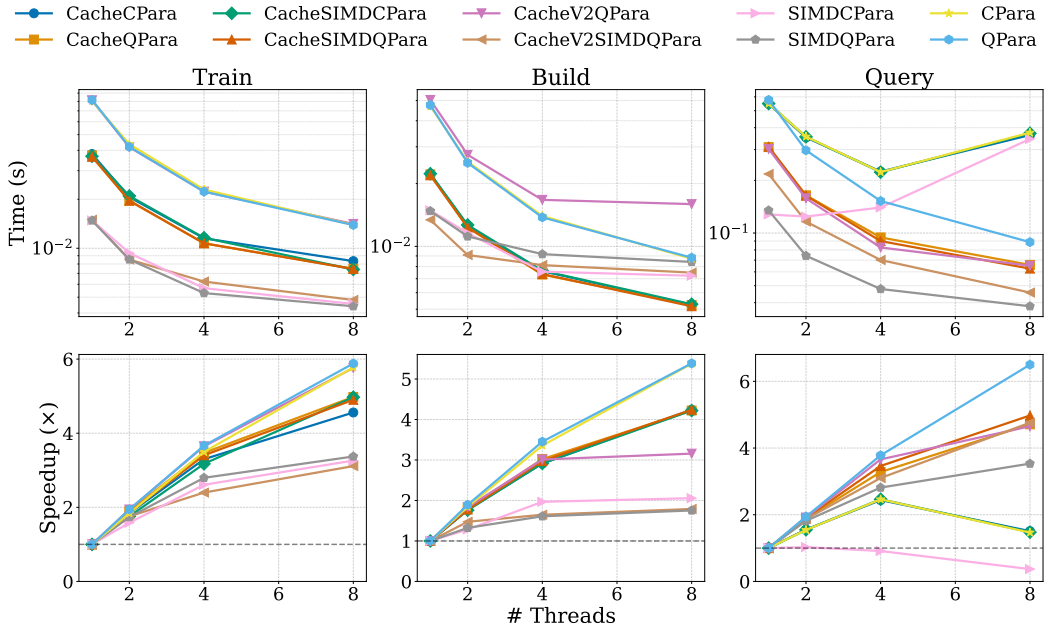 CacheCPara CacheSIMDCPara CacheV2QPara SIMDCPara CPara
CacheQPara CacheSIMDQPara CacheV2SIMDQPara SIMDQPara QPara
Train Build Query
Time (s)
10⁻² 10⁻² 10⁻¹
2 4 6 8 2 4 6 8 2 4 6 8
Speedup (×)
6 4 2 0
5 4 3 2 1 0
6 4 2 0
2 4 6 8 2 4 6 8 2 4 6 8
# Threads